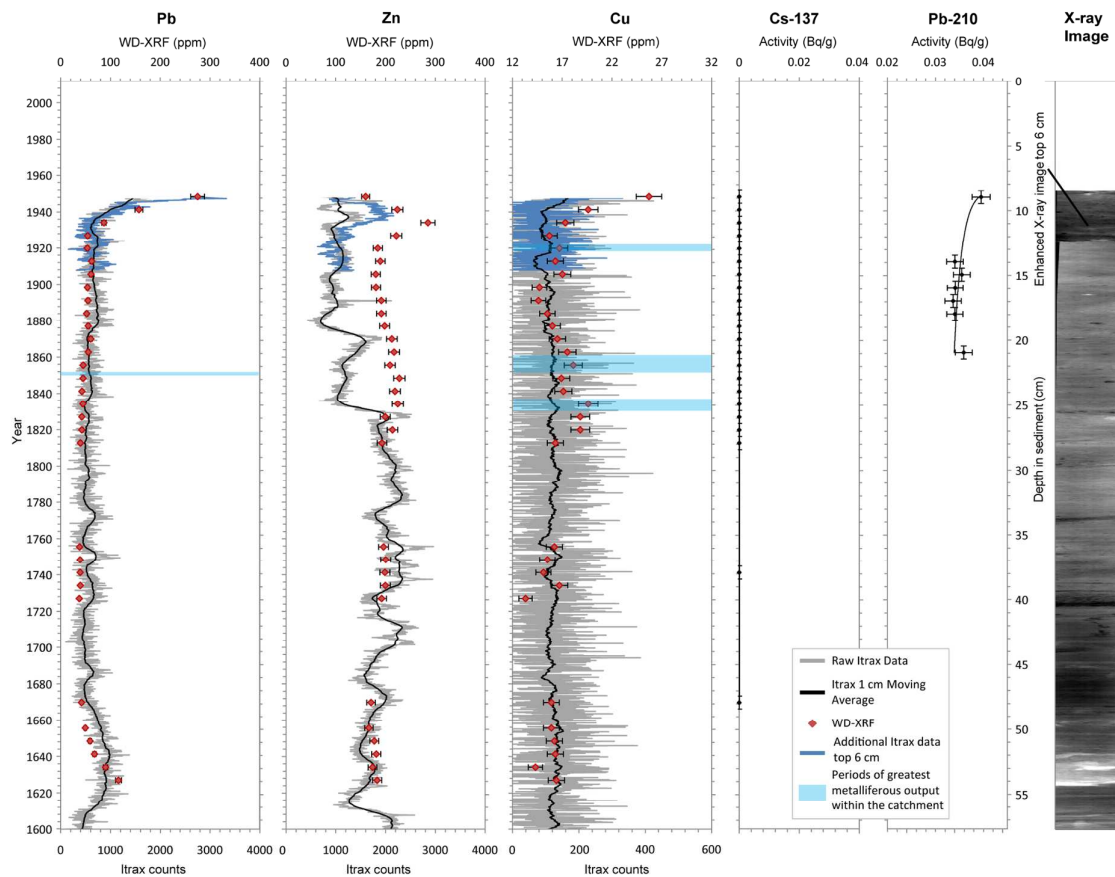 Pb
Zn
Cu
Cs-137
Pb-210
X-ray
Image
WD-XRF (ppm)
WD-XRF (ppm)
WD-XRF (ppm)
Activity (Bq/g)
Activity (Bq/g)
0 100 200 300 400
0 100 200 300 400
12 17 22 27 32
0 0.02 0.04
0.02 0.03 0.04
Year
2000
1980
1960
1940
1920
1900
1880
1860
1840
1820
1800
1780
1760
1740
1720
1700
1680
1660
1640
1620
1600
0
5
10
15
20
25
30
35
40
45
50
55
Enhanced X-ray image top 6 cm
Depth in sediment (cm)
Raw Itrax Data
Itrax 1 cm Moving
Average
WD-XRF
Additional Itrax data
top 6 cm
Periods of greatest
metalliferous output
within the catchment
0 1000 2000 3000 4000
0 1000 2000 3000 4000
0 200 400 600
Itrax counts
Itrax counts
Itrax counts